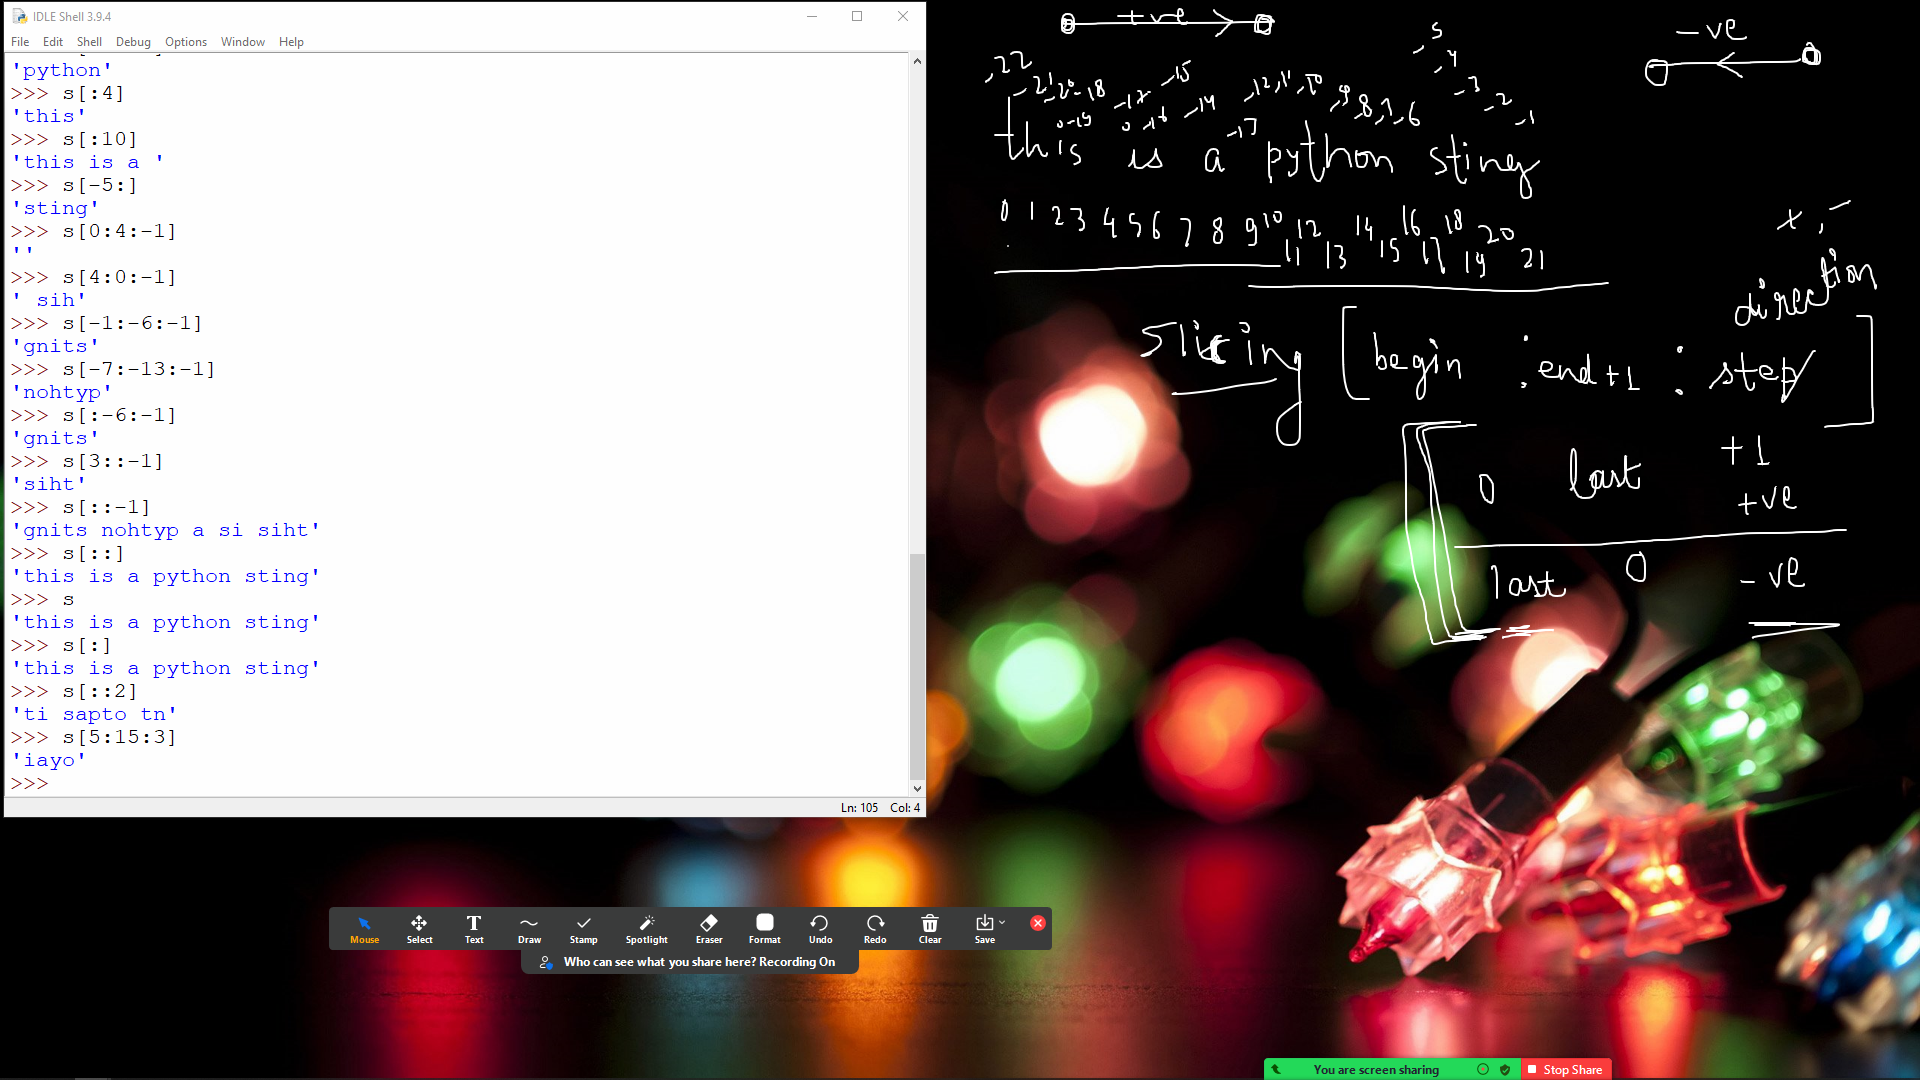 IDLE Shell 3.9.4
File Edit Shell Debug Options Window Help
'python'
>>> s[:4]
'this'
>>> s[:10]
'this is a '
>>> s[-5:]
'sting'
>>> s[0:4:-1]
''
>>> s[4:0:-1]
' sih'
>>> s[-1:-6:-1]
'gnits'
>>> s[-7:-13:-1]
'nohtyp'
>>> s[:-6:-1]
'gnits'
>>> s[3::-1]
'siht'
>>> s[::-1]
'gnits nohtyp a si siht'
>>> s[::]
'this is a python sting'
>>> s
'this is a python sting'
>>> s[:]
'this is a python sting'
>>> s[::2]
'ti sapto tn'
>>> s[5:15:3]
'iayo'
>>>
Ln: 105 Col: 4
+ve
-ve
-22 -21 -20 -18 -15 -14 -12 -11 -10 -9 -8 -7 -6 -5 -4 -3 -2 -1
this is a python sting
0 1 2 3 4 5 6 7 8 9 10 11 12 13 14 15 16 17 18 19 20 21
+, -
direction
Slicing [begin : end+1 : step]
0 last +1
+ve
last 0 -ve
Mouse Select Text Draw Stamp Spotlight Eraser Format Undo Redo Clear Save
Who can see what you share here? Recording On
You are screen sharing Stop Share